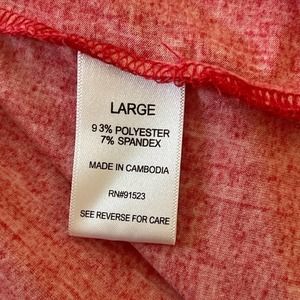 LARGE
93% POLYESTER
7% SPANDEX
MADE IN CAMBODIA
RN#91523
SEE REVERSE FOR CARE